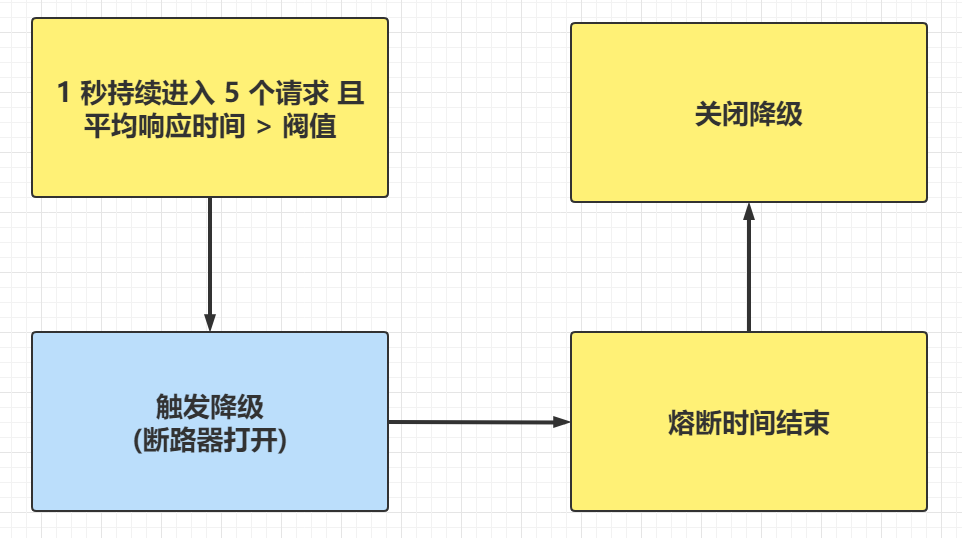 1 秒持续进入 5 个请求 且
平均响应时间 > 阀值
关闭降级
触发降级
(断路器打开)
熔断时间结束